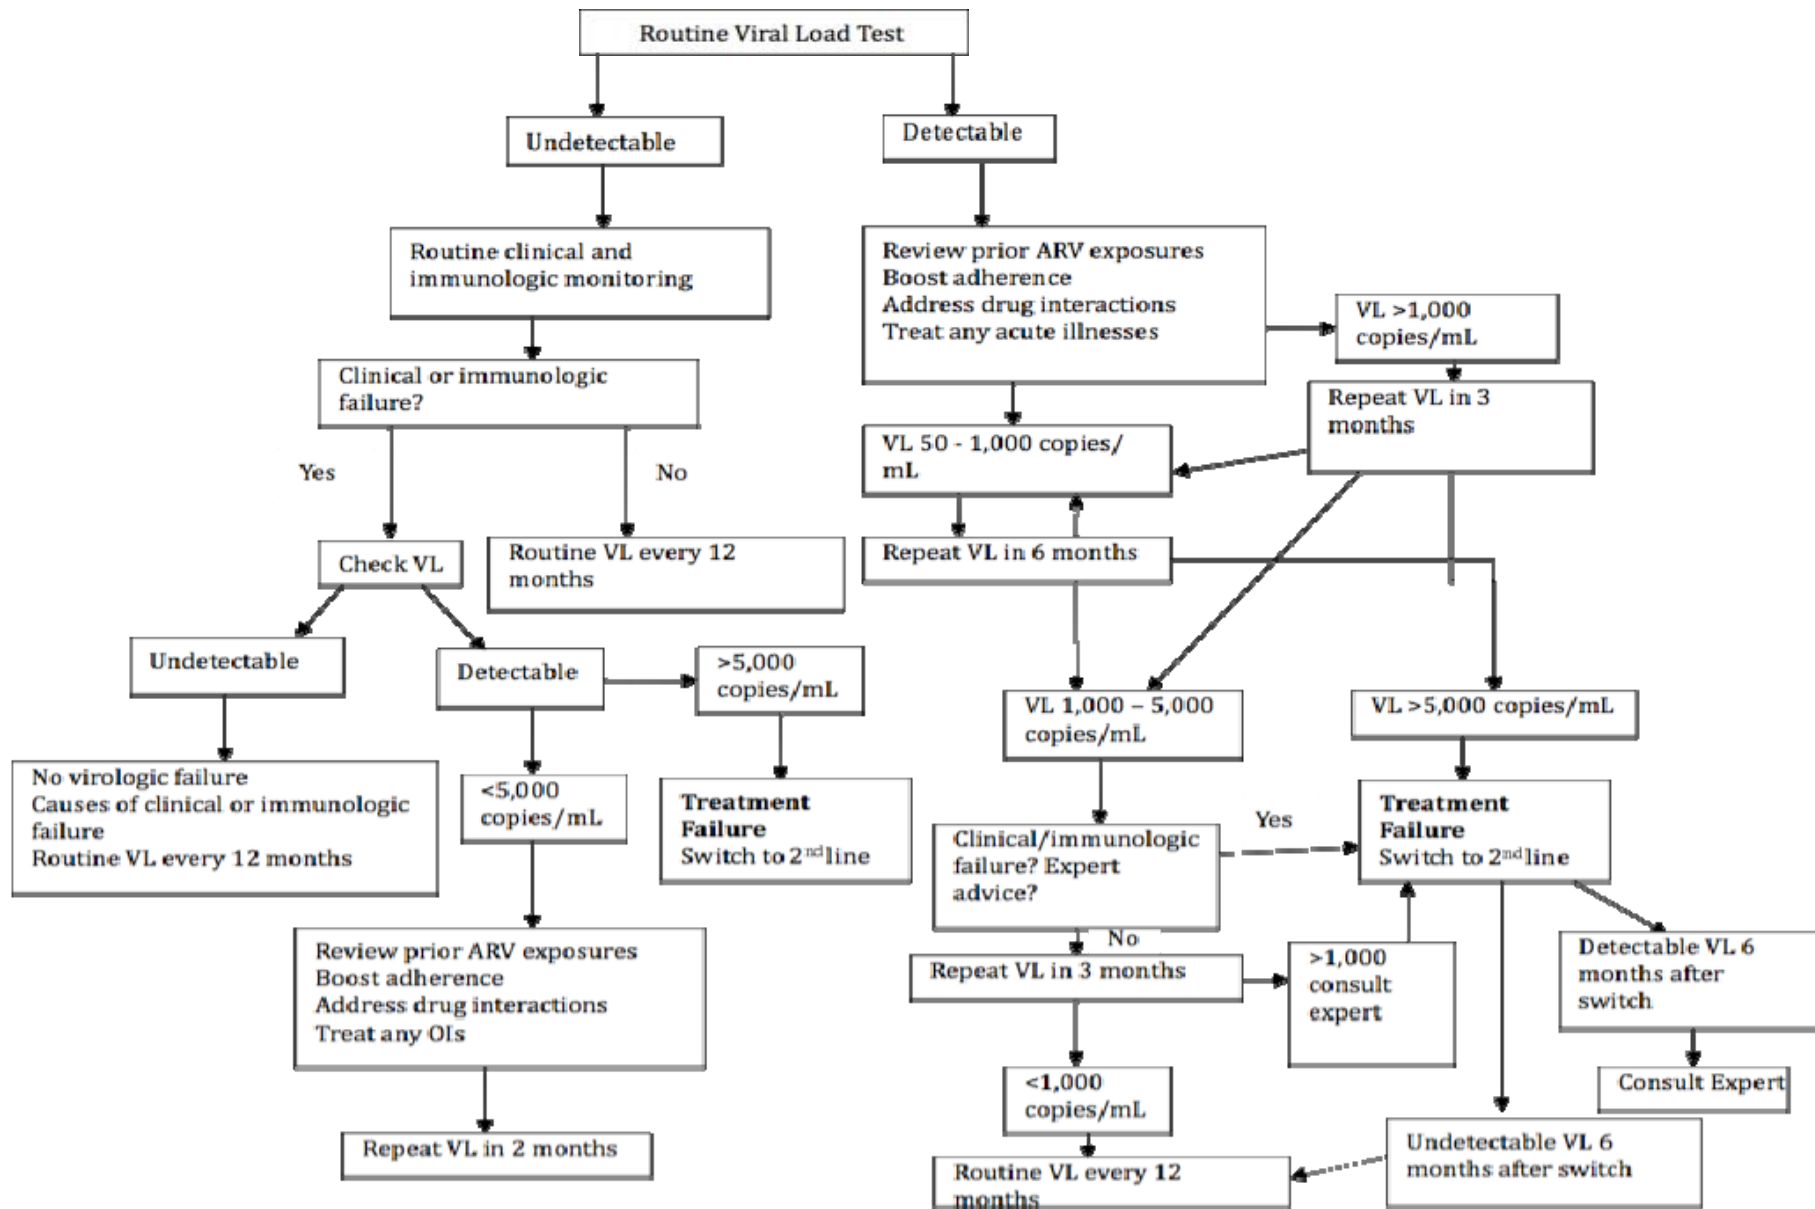 Routine Viral Load Test
Undetectable
Detectable
Routine clinical and
immunologic monitoring
Review prior ARV exposures
Boost adherence
Address drug interactions
Treat any acute illnesses
VL >1,000
copies/mL
Clinical or immunologic
failure?
Repeat VL in 3
months
VL 50 - 1,000 copies/
mL
Yes
No
Check VL
Routine VL every 12
months
Repeat VL in 6 months
Undetectable
Detectable
>5,000
copies/mL
VL 1,000 – 5,000
copies/mL
VL >5,000 copies/mL
No virologic failure
Causes of clinical or immunologic
failure
Routine VL every 12 months
<5,000
copies/mL
Treatment
Failure
Switch to 2nd line
Clinical/immunologic
failure? Expert
advice?
Yes
Treatment
Failure
Switch to 2nd line
No
Review prior ARV exposures
Boost adherence
Address drug interactions
Treat any OIs
Repeat VL in 3 months
>1,000
consult
expert
Detectable VL 6
months after
switch
<1,000
copies/mL
Consult Expert
Repeat VL in 2 months
Routine VL every 12
months
Undetectable VL 6
months after switch